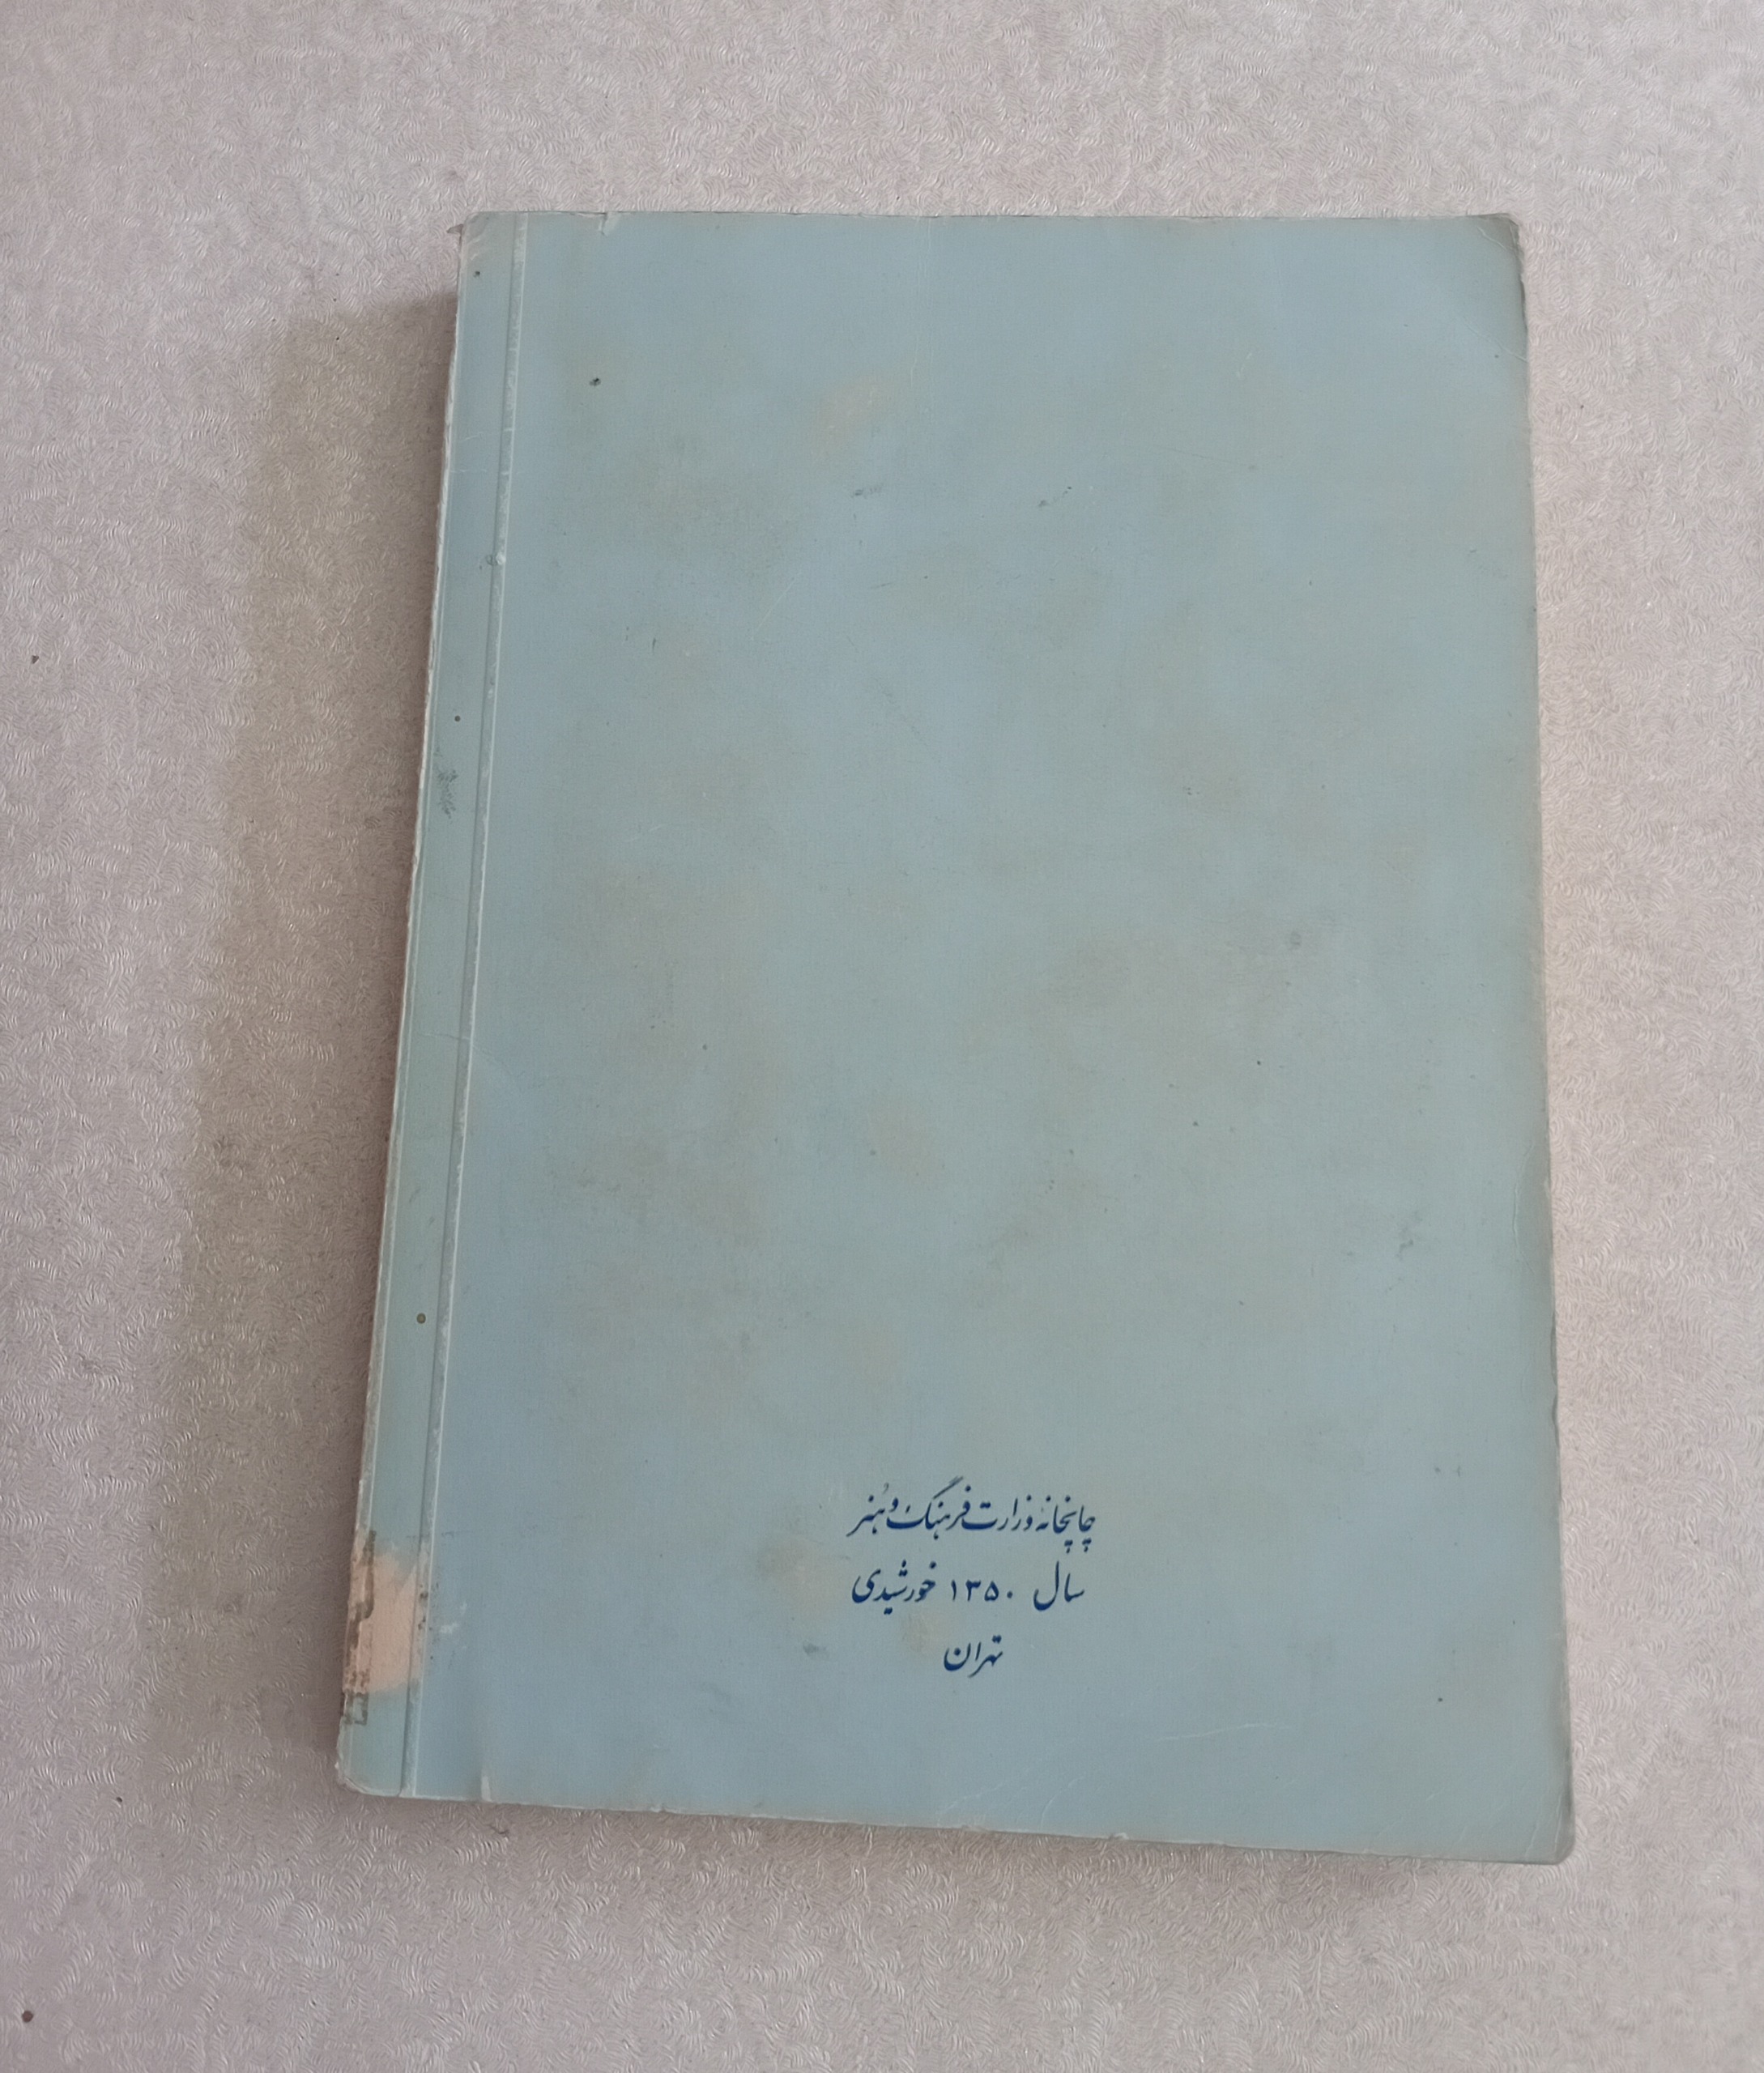 چاپخانهٔ وزارت فرهنگ و هنر
سال ۱۳۵۰ خورشیدی
تهران